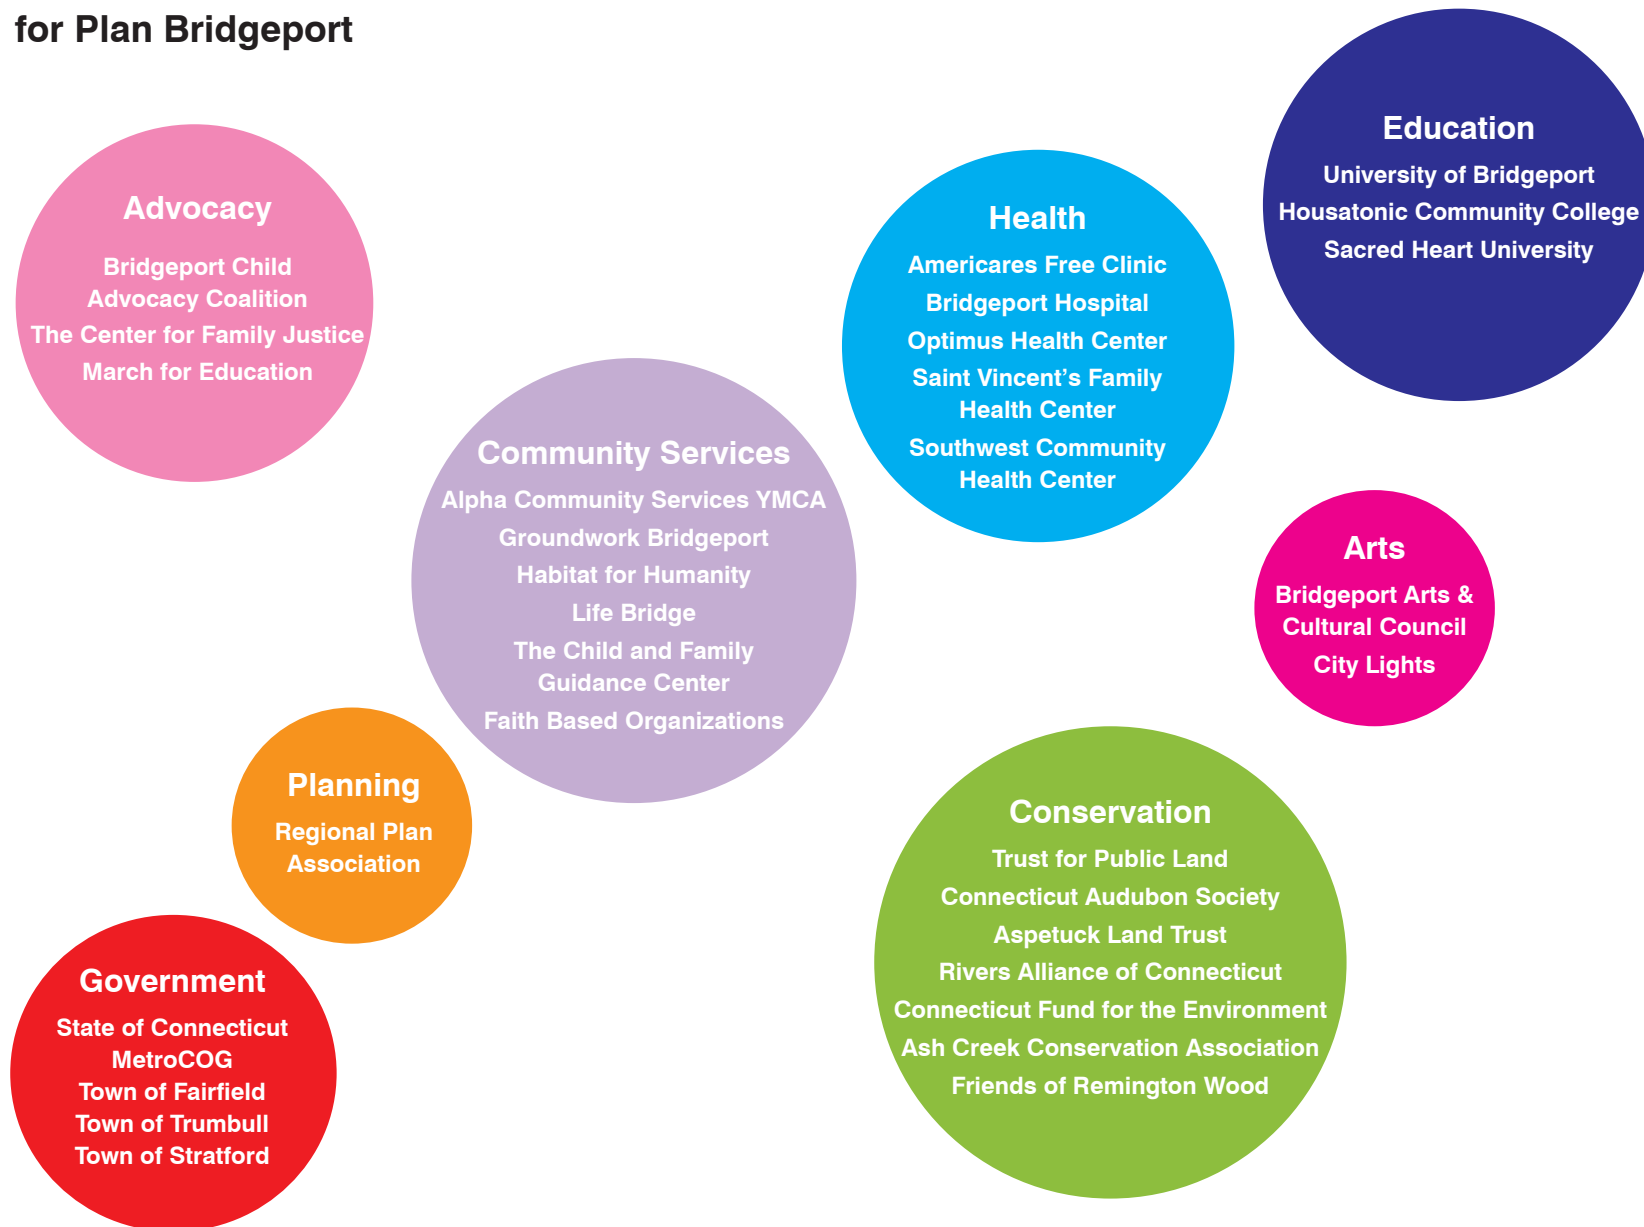 for Plan Bridgeport
Advocacy
Bridgeport Child
Advocacy Coalition
The Center for Family Justice
March for Education
Community Services
Alpha Community Services YMCA
Groundwork Bridgeport
Habitat for Humanity
Life Bridge
The Child and Family
Guidance Center
Faith Based Organizations
Health
Americares Free Clinic
Bridgeport Hospital
Optimus Health Center
Saint Vincent’s Family
Health Center
Southwest Community
Health Center
Education
University of Bridgeport
Housatonic Community College
Sacred Heart University
Arts
Bridgeport Arts &
Cultural Council
City Lights
Planning
Regional Plan
Association
Government
State of Connecticut
MetroCOG
Town of Fairfield
Town of Trumbull
Town of Stratford
Conservation
Trust for Public Land
Connecticut Audubon Society
Aspetuck Land Trust
Rivers Alliance of Connecticut
Connecticut Fund for the Environment
Ash Creek Conservation Association
Friends of Remington Wood